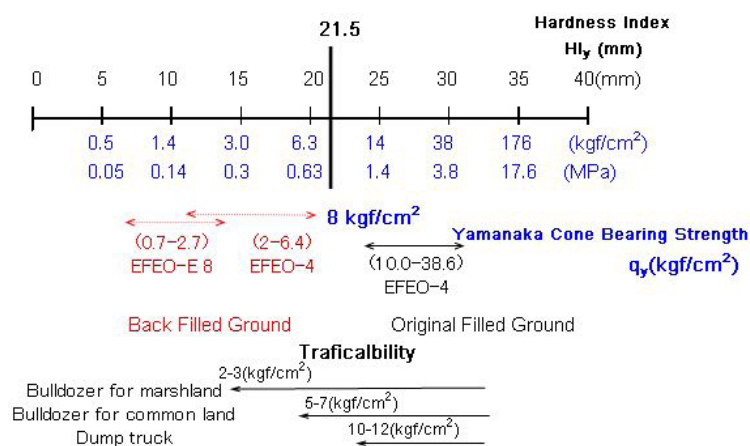 21.5
Hardness Index
HIy (mm)
0 5 10 15 20 25 30 35 40(mm)
0.5 1.4 3.0 6.3 14 38 176 (kgf/cm²)
0.05 0.14 0.3 0.63 1.4 3.8 17.6 (MPa)
8 kgf/cm²
(0.7-2.7) (2-6.4)
EFEO-E 8 EFEO-4
Yamanaka Cone Bearing Strength
(10.0-38.6) qy(kgf/cm²)
EFEO-4
Back Filled Ground Original Filled Ground
Traficalbility
2-3(kgf/cm²)
Bulldozer for marshland
5-7(kgf/cm²)
Bulldozer for common land
10-12(kgf/cm²)
Dump truck